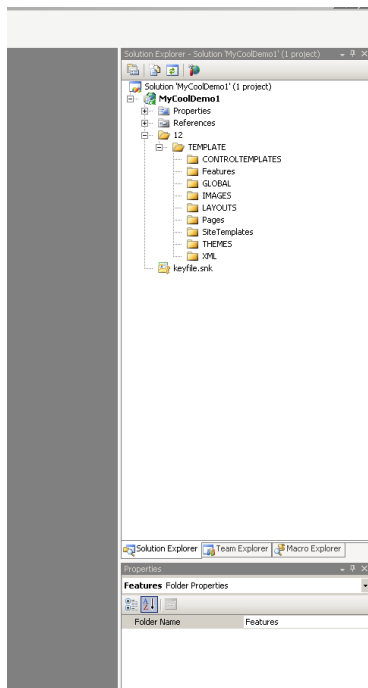 Solution Explorer - Solution 'MyCoolDemo1' (1 project)
Solution 'MyCoolDemo1' (1 project)
MyCoolDemo1
Properties
References
12
TEMPLATE
CONTROLTEMPLATES
Features
GLOBAL
IMAGES
LAYOUTS
Pages
SiteTemplates
THEMES
XML
keyfile.snk
Solution Explorer Team Explorer Macro Explorer
Properties
Features Folder Properties
Folder Name Features